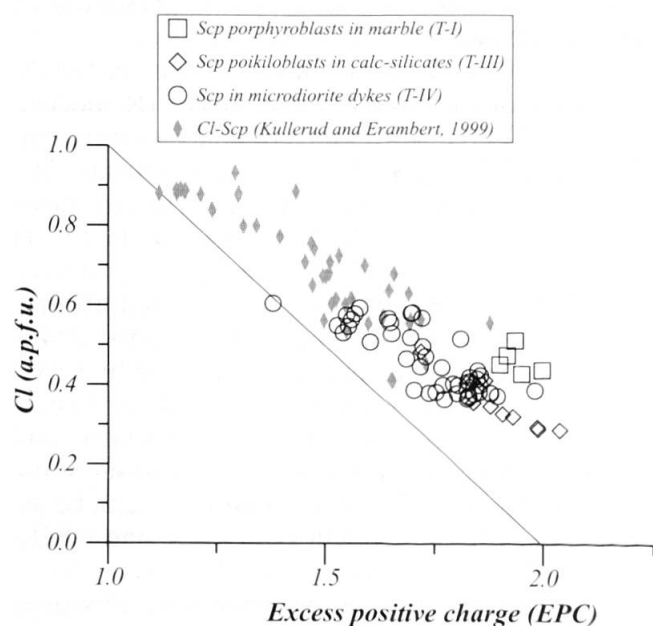 Scp porphyroblasts in marble (T-I)
Scp poikiloblasts in calc-silicates (T-III)
Scp in microdiorite dykes (T-IV)
Cl-Scp (Kullerud and Erambert, 1999)
1.0
0.8
0.6
0.4
0.2
0.0
Cl (a.p.f.u.)
1.0 1.5 2.0
Excess positive charge (EPC)